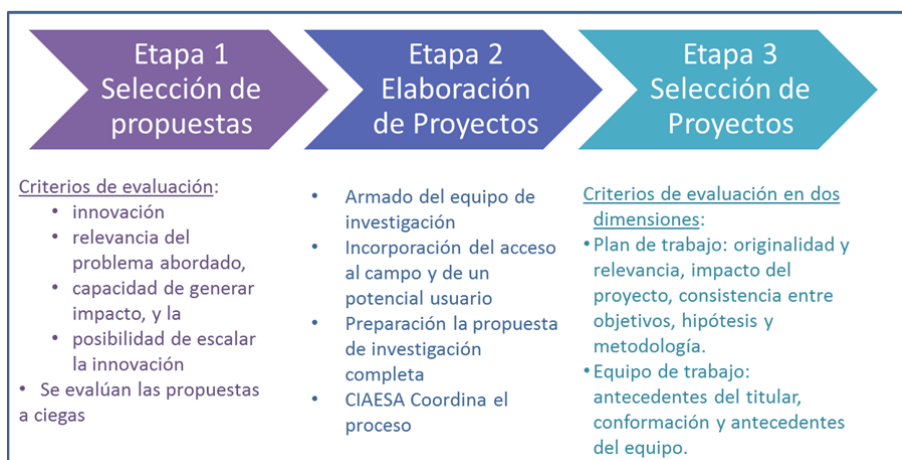 Etapa 1
Selección de
propuestas
Etapa 2
Elaboración
de Proyectos
Etapa 3
Selección de
Proyectos
Criterios de evaluación:
• innovación
• relevancia del
problema abordado,
• capacidad de generar
impacto, y la
• posibilidad de escalar
la innovación
• Se evalúan las propuestas
a ciegas
• Armado del equipo de
investigación
• Incorporación del acceso
al campo y de un
potencial usuario
• Preparación la propuesta
de investigación
completa
• CIAESA Coordina el
proceso
Criterios de evaluación en dos
dimensiones:
• Plan de trabajo: originalidad y
relevancia, impacto del
proyecto, consistencia entre
objetivos, hipótesis y
metodología.
• Equipo de trabajo:
antecedentes del titular,
conformación y antecedentes
del equipo.